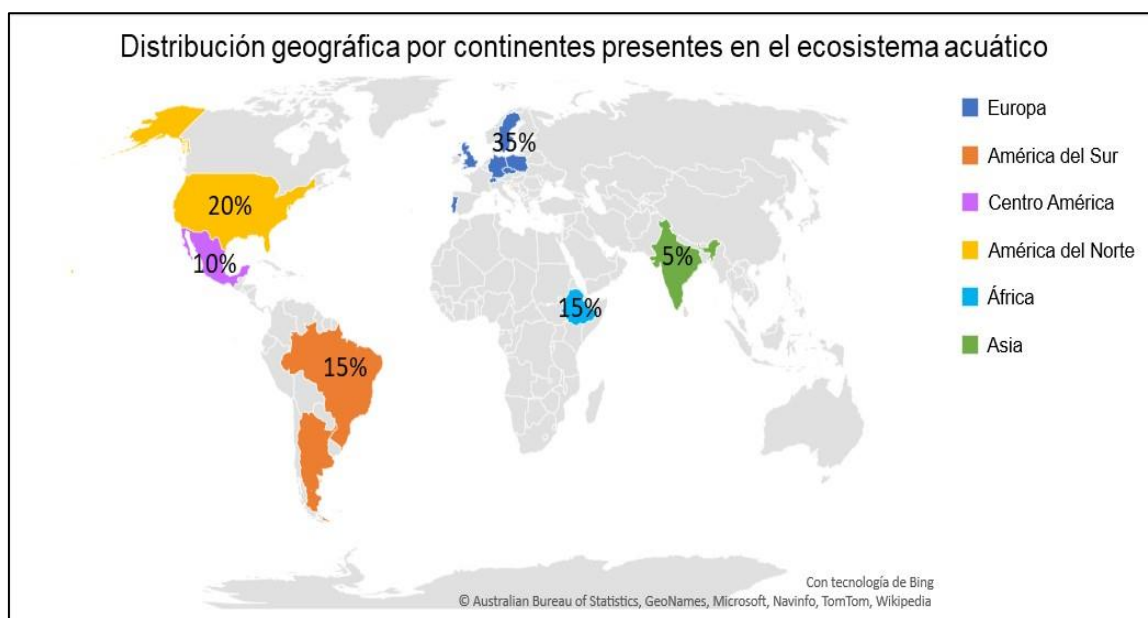 Distribución geográfica por continentes presentes en el ecosistema acuático
35%
20%
10%
5%
15%
15%
Europa
América del Sur
Centro América
América del Norte
África
Asia
Con tecnología de Bing
© Australian Bureau of Statistics, GeoNames, Microsoft, Navinfo, TomTom, Wikipedia